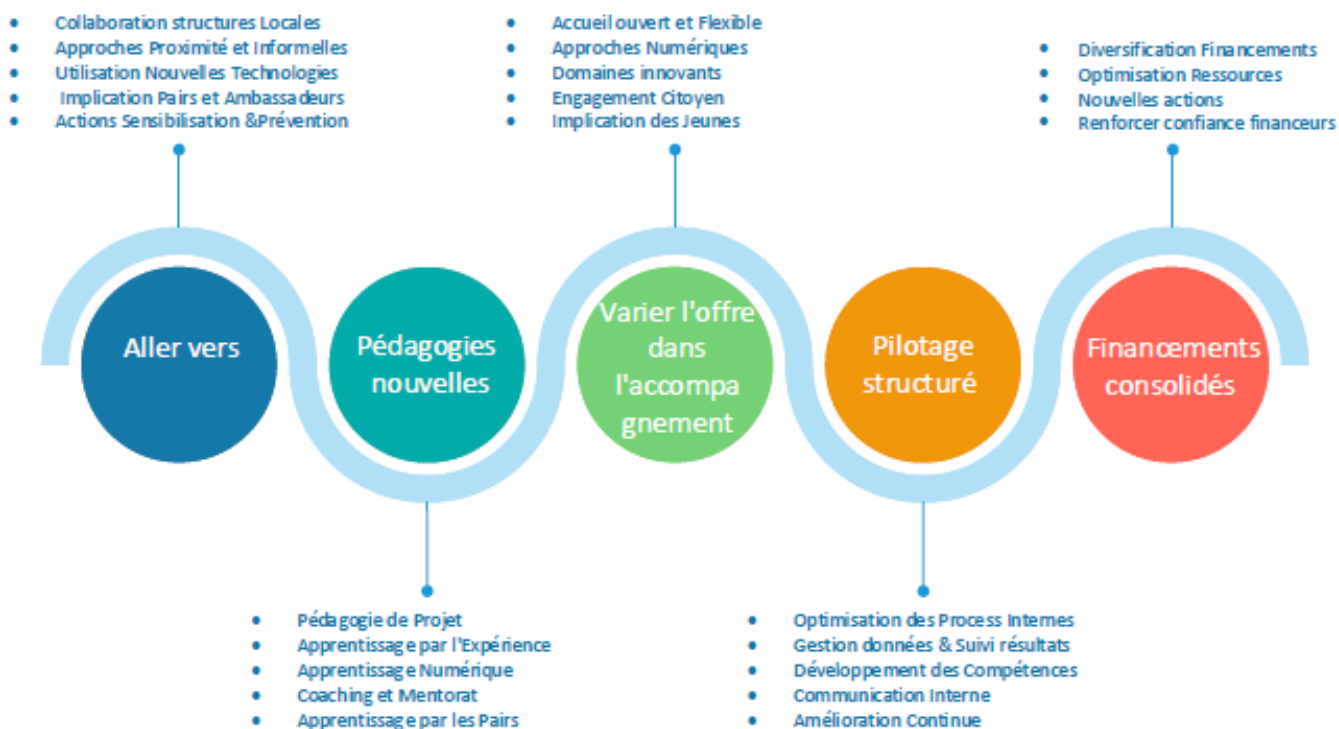 • Collaboration structures Locales
• Approches Proximité et Informelles
• Utilisation Nouvelles Technologies
• Implication Pairs et Ambassadeurs
• Actions Sensibilisation &Prévention
• Accueil ouvert et Flexible
• Approches Numériques
• Domaines innovants
• Engagement Citoyen
• Implication des Jeunes
• Diversification Financements
• Optimisation Ressources
• Nouvelles actions
• Renforcer confiance financeurs
Aller vers
Pédagogies
nouvelles
Varier l'offre
dans
l'accompa
gnement
Pilotage
structuré
Financements
consolidés
• Pédagogie de Projet
• Apprentissage par l'Expérience
• Apprentissage Numérique
• Coaching et Mentorat
• Apprentissage par les Pairs
• Optimisation des Process Internes
• Gestion données & Suivi résultats
• Développement des Compétences
• Communication Interne
• Amélioration Continue